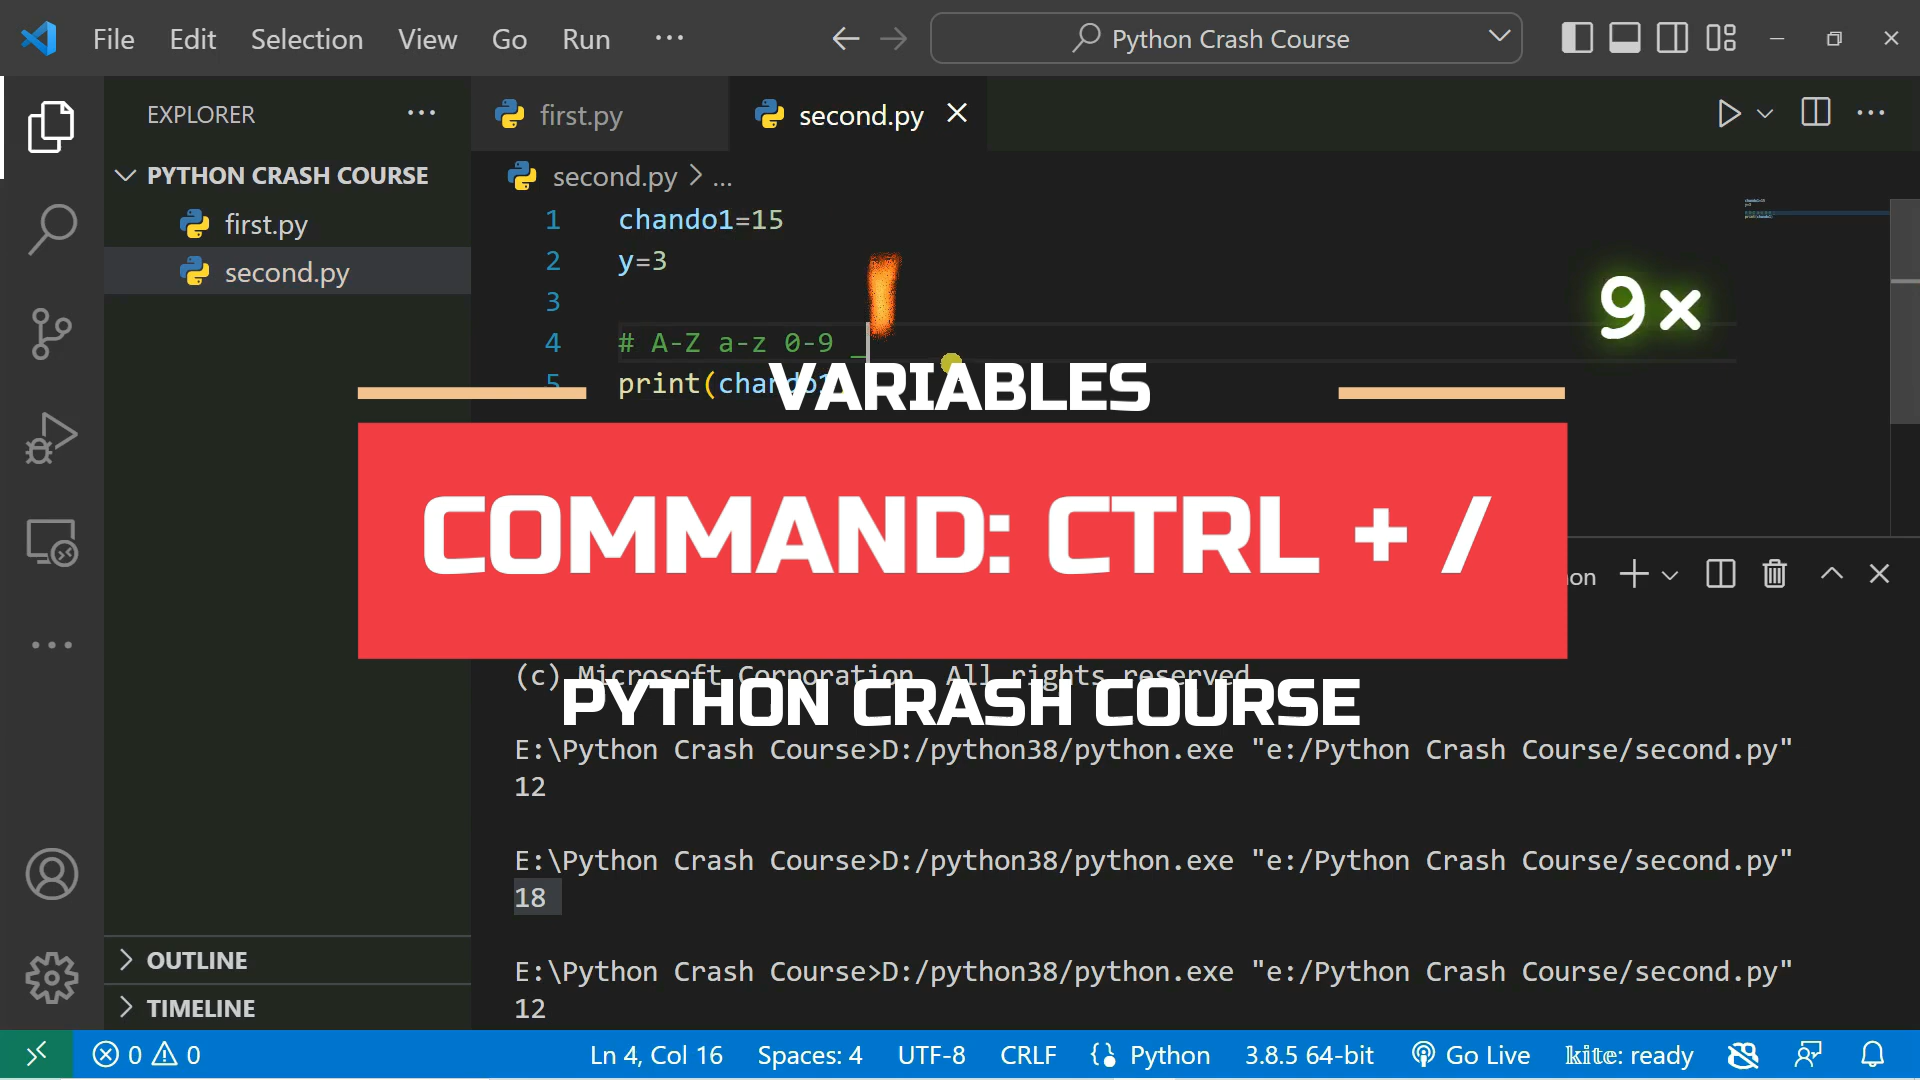 File Edit Selection View Go Run ...
Python Crash Course
EXPLORER ...
first.py
second.py
PYTHON CRASH COURSE
first.py
second.py
second.py > ...
1 chando1=15
2 y=3
3
4 # A-Z a-z 0-9 _
5 print(chando1
9×
VARIABLES
COMMAND: CTRL + /
PYTHON CRASH COURSE
(c) Microsoft Corporation. All rights reserved.
E:\Python Crash Course>D:/python38/python.exe "e:/Python Crash Course/second.py"
12
E:\Python Crash Course>D:/python38/python.exe "e:/Python Crash Course/second.py"
18
E:\Python Crash Course>D:/python38/python.exe "e:/Python Crash Course/second.py"
12
OUTLINE
TIMELINE
0 0 Ln 4, Col 16 Spaces: 4 UTF-8 CRLF Python 3.8.5 64-bit Go Live kite: ready